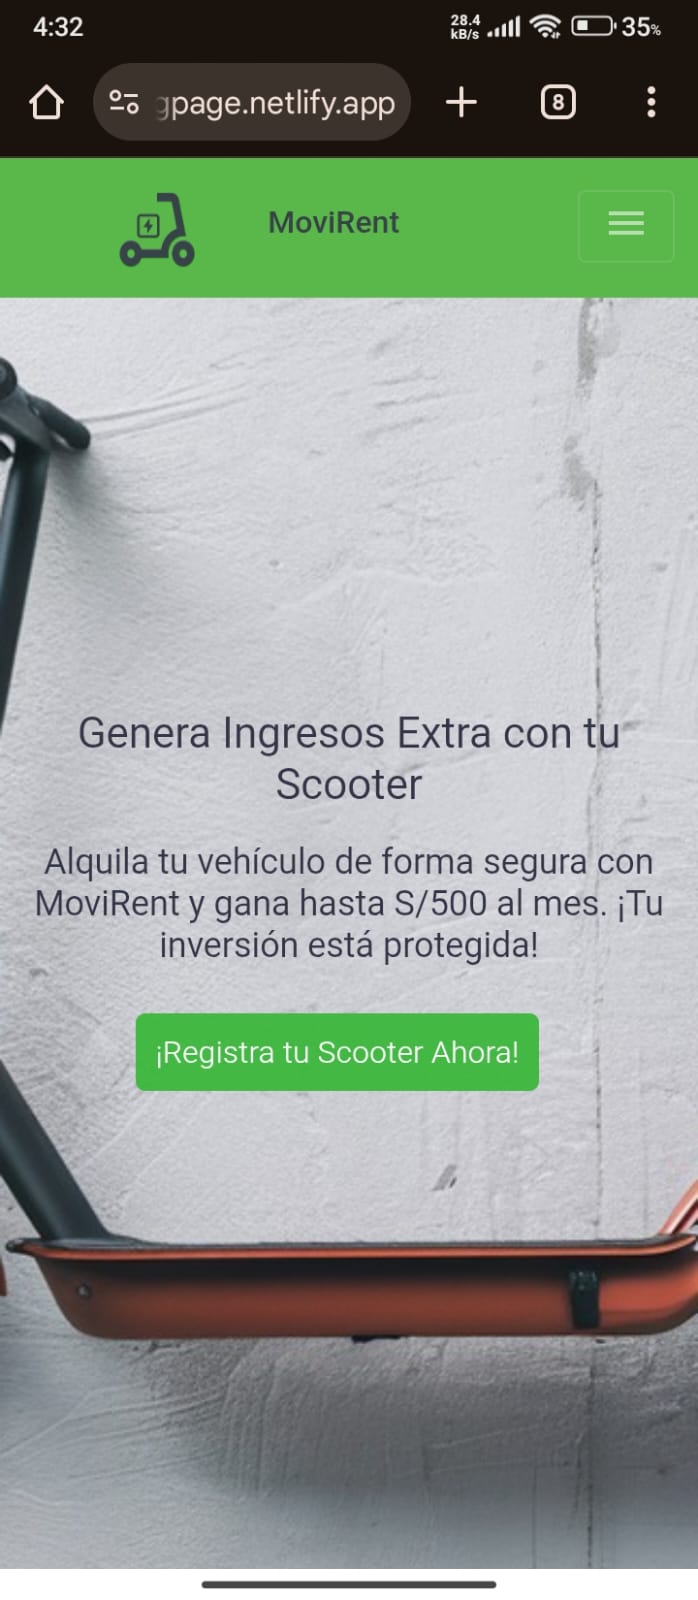 4:32
28.4
kB/s
35%
gpage.netlify.app
8
MoviRent
Genera Ingresos Extra con tu
Scooter
Alquila tu vehículo de forma segura con
MoviRent y gana hasta S/500 al mes. ¡Tu
inversión está protegida!
¡Registra tu Scooter Ahora!